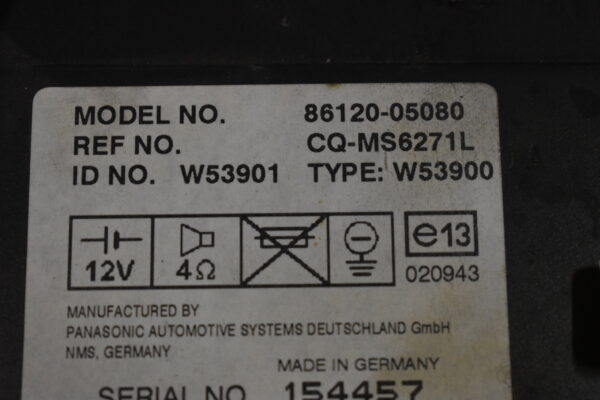 MODEL NO. 86120-05080
REF NO. CQ-MS6271L
ID NO. W53901 TYPE: W53900
12V 4Ω e13
020943
MANUFACTURED BY
PANASONIC AUTOMOTIVE SYSTEMS DEUTSCHLAND GmbH
NMS, GERMANY
MADE IN GERMANY
SERIAL NO. 154457